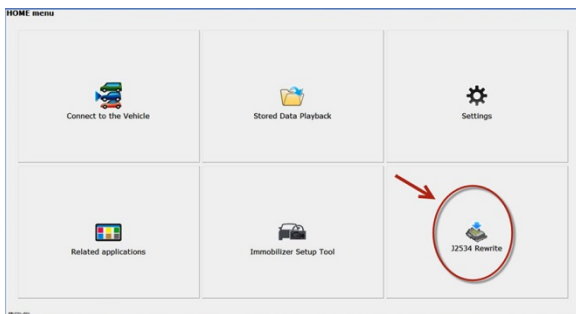 HOME menu
Connect to the Vehicle
Stored Data Playback
Settings
Related applications
Immobilizer Setup Tool
J2534 Rewrite